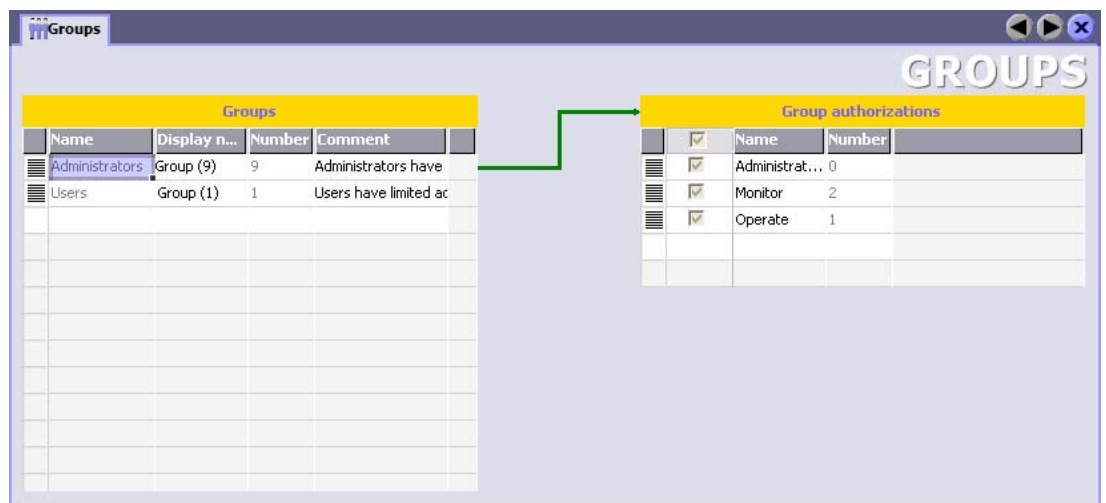 Groups
GROUPS
Groups
Name Display n... Number Comment
Administrators Group (9) 9 Administrators have
Users Group (1) 1 Users have limited ac
Group authorizations
Name Number
Administrat... 0
Monitor 2
Operate 1